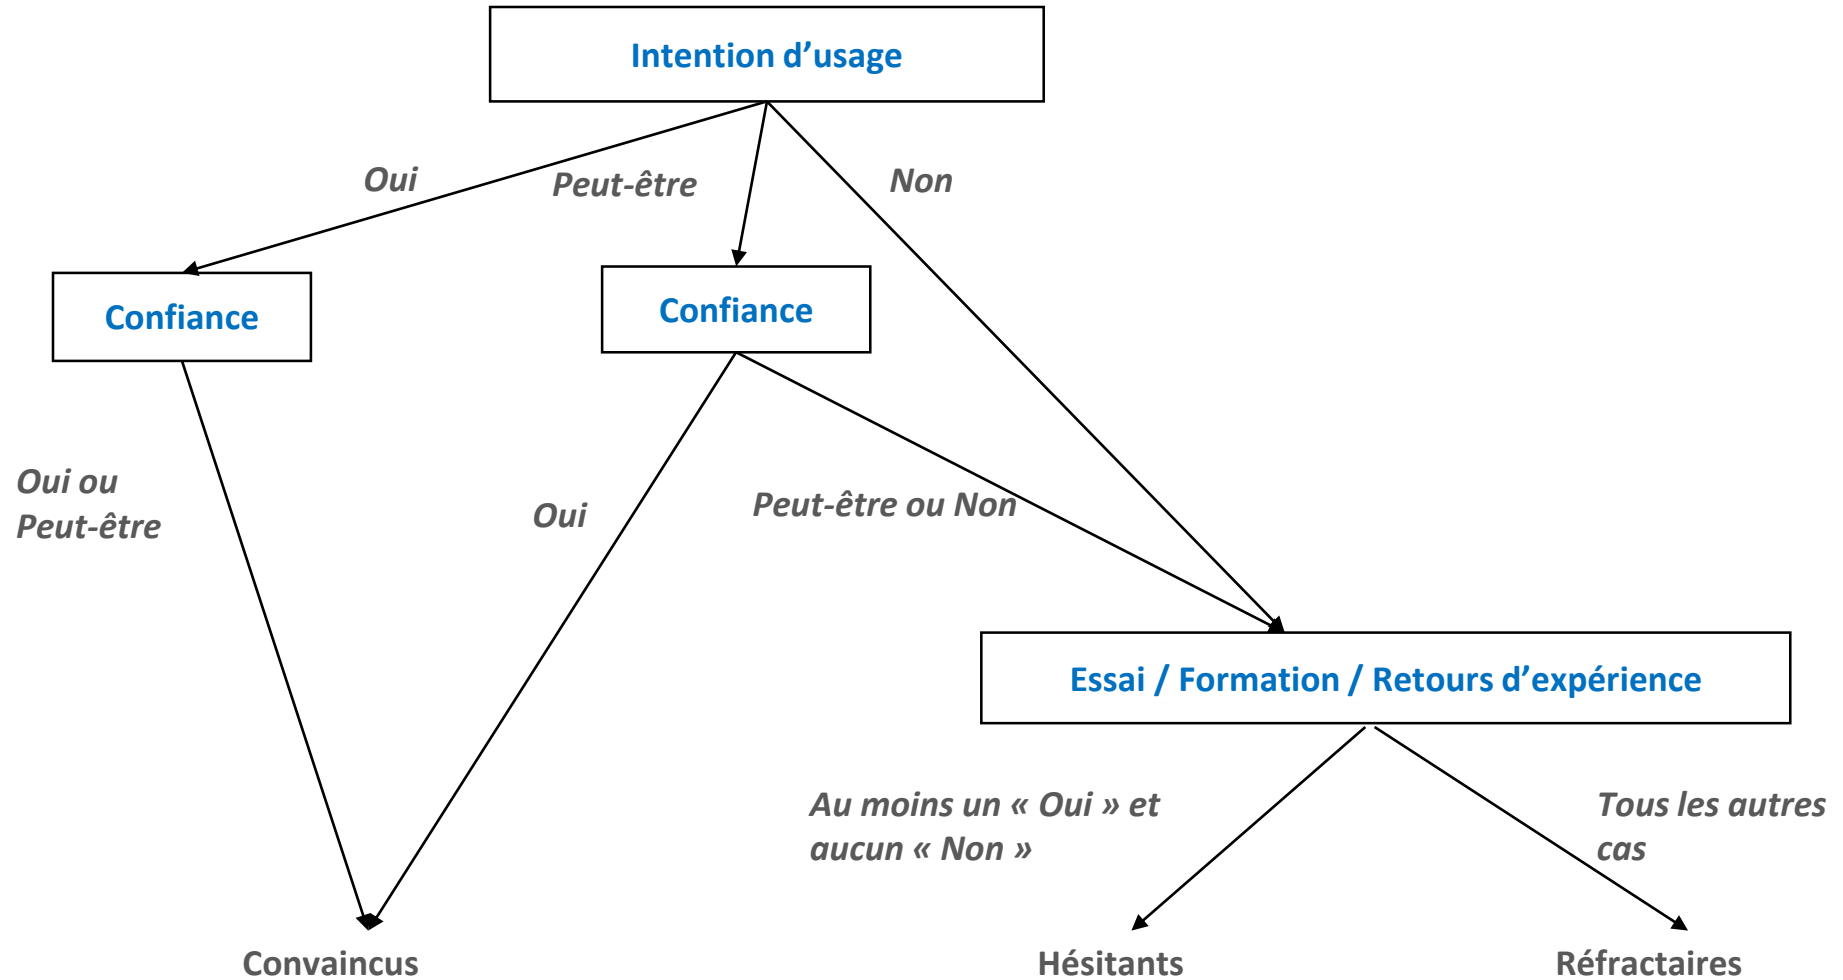 Intention d’usage
Oui
Peut-être
Non
Confiance
Confiance
Oui ou
Peut-être
Oui
Peut-être ou Non
Essai / Formation / Retours d’expérience
Au moins un « Oui » et
aucun « Non »
Tous les autres
cas
Convaincus
Hésitants
Réfractaires